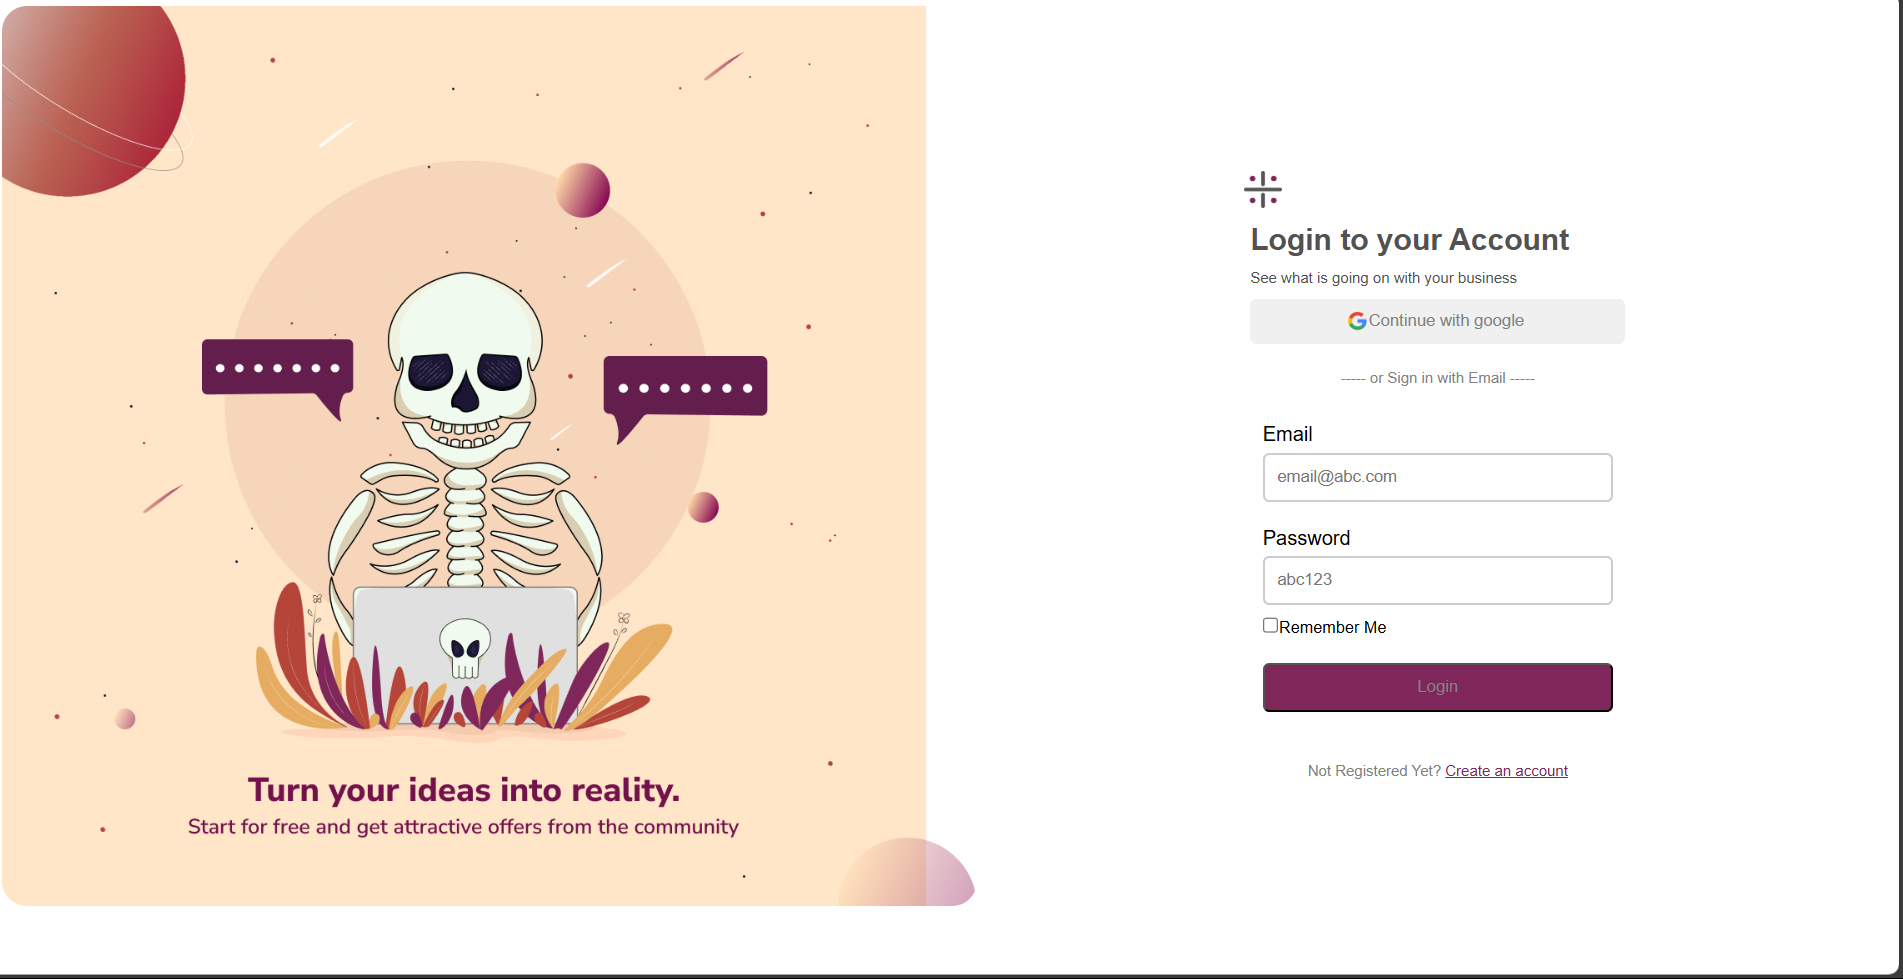 Turn your ideas into reality.
Start for free and get attractive offers from the community
Login to your Account
See what is going on with your business
Continue with google
----- or Sign in with Email -----
Email
email@abc.com
Password
abc123
Remember Me
Login
Not Registered Yet? Create an account